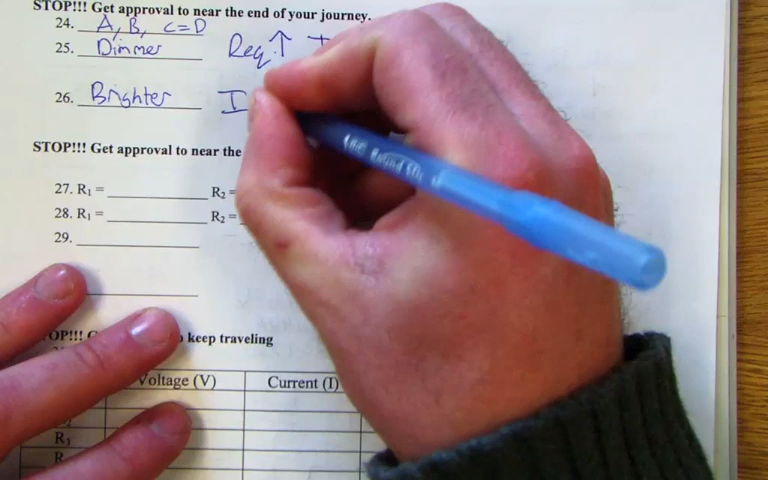 STOP!!! Get approval to near the end of your journey.
24. A, B, C=D
25. Dimmer Req ↑ I
26. Brighter I
STOP!!! Get approval to near the
27. R₁ = R₂ =
28. R₁ = R₂ =
29.
keep traveling
Voltage (V) Current (I)
R₃
R